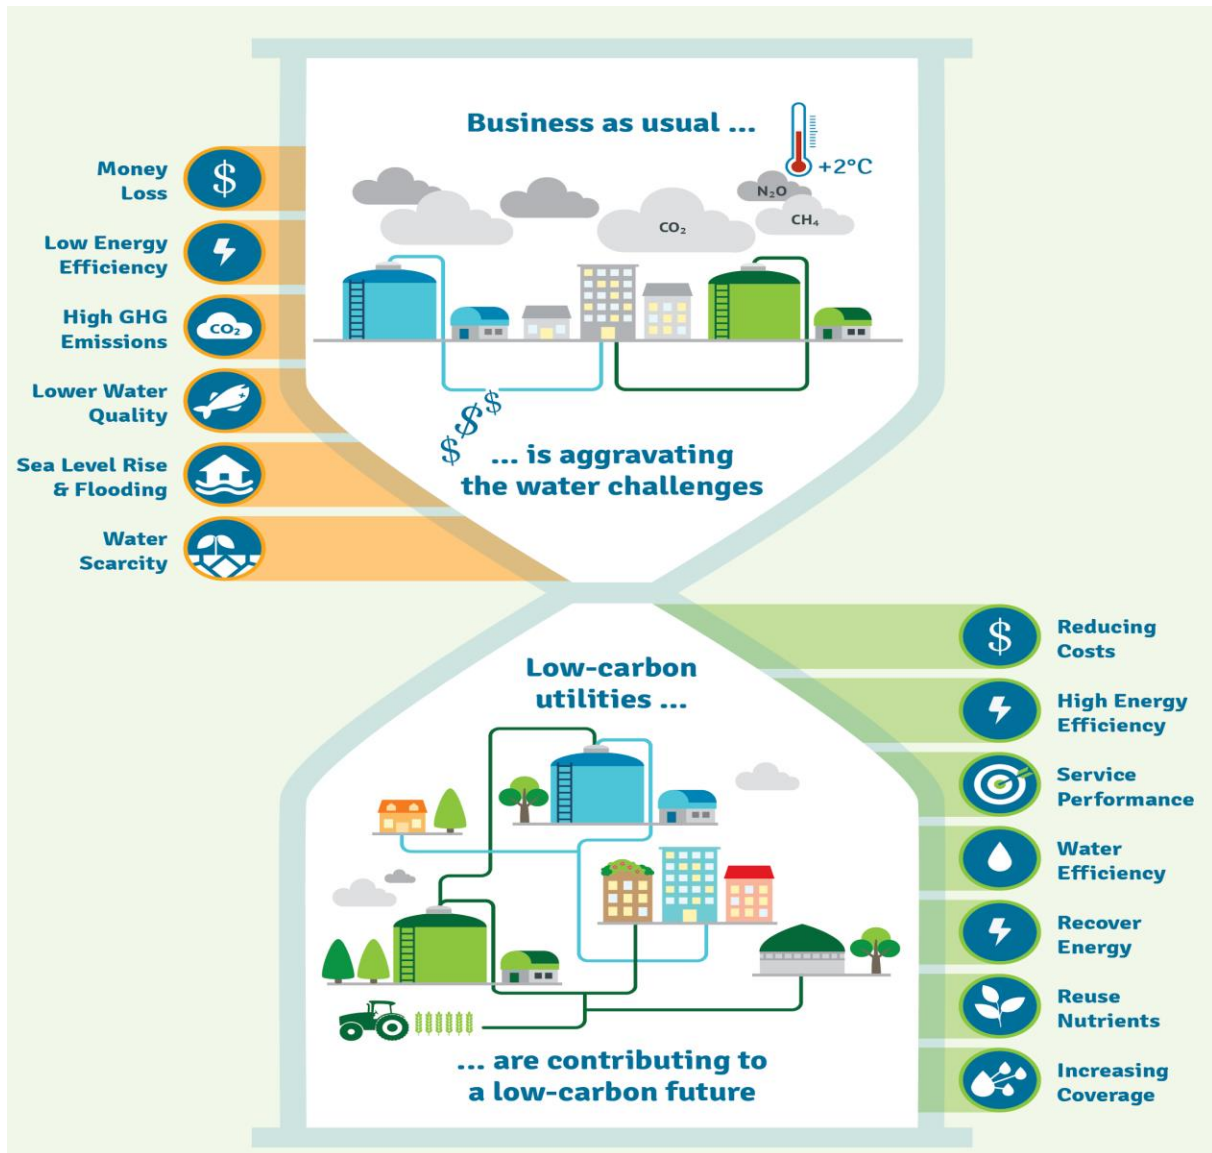 Business as usual ...
+2°C
N₂O
CH₄
CO₂
Money
Loss
$
Low Energy
Efficiency
High GHG
Emissions
CO₂
Lower Water
Quality
Sea Level Rise
& Flooding
Water
Scarcity
$ $ $
... is aggravating
the water challenges
Low-carbon
utilities ...
... are contributing to
a low-carbon future
$
Reducing
Costs
High Energy
Efficiency
Service
Performance
Water
Efficiency
Recover
Energy
Reuse
Nutrients
Increasing
Coverage